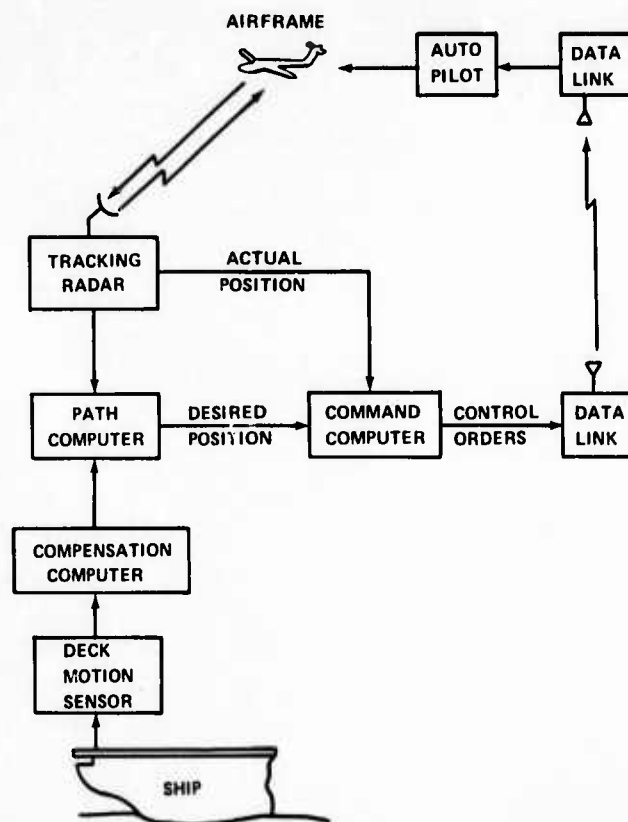 AIRFRAME
AUTO
PILOT
DATA
LINK
TRACKING
RADAR
ACTUAL
POSITION
PATH
COMPUTER
DESIRED
POSITION
COMMAND
COMPUTER
CONTROL
ORDERS
DATA
LINK
COMPENSATION
COMPUTER
DECK
MOTION
SENSOR
SHIP